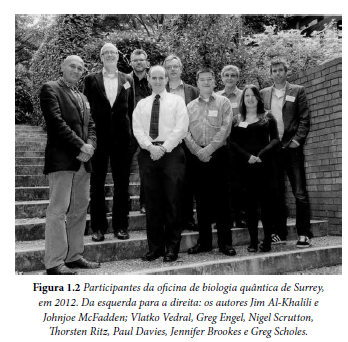 Figura 1.2 Participantes da oficina de biologia quântica de Surrey,
em 2012. Da esquerda para a direita: os autores Jim Al-Khalili e
Johnjoe McFadden; Vlatko Vedral, Greg Engel, Nigel Scrutton,
Thorsten Ritz, Paul Davies, Jennifer Brookes e Greg Scholes.